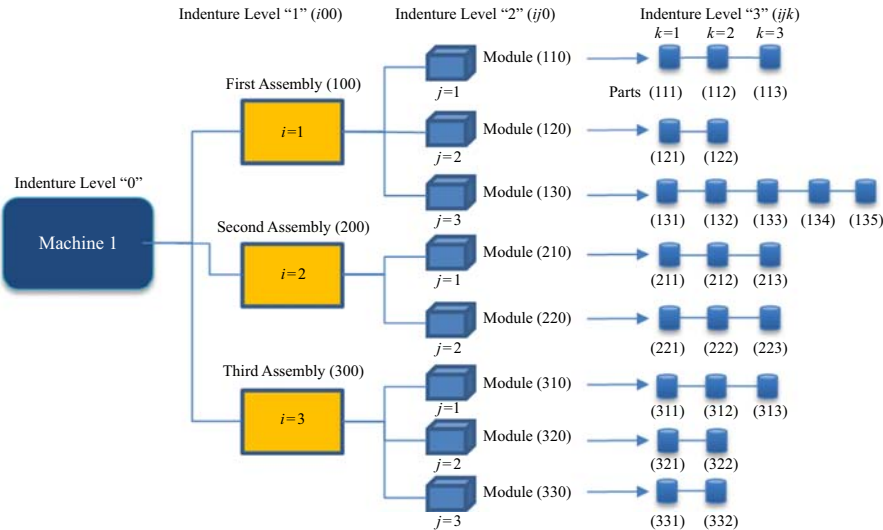 Indenture Level “1” (i00)
Indenture Level “2” (ij0)
Indenture Level “3” (ijk)
k=1 k=2 k=3
Module (110)
j=1
Parts (111) (112) (113)
First Assembly (100)
i=1
Module (120)
j=2
(121) (122)
Module (130)
j=3
(131) (132) (133) (134) (135)
Indenture Level “0”
Machine 1
Second Assembly (200)
i=2
Module (210)
j=1
(211) (212) (213)
Module (220)
j=2
(221) (222) (223)
Third Assembly (300)
i=3
Module (310)
j=1
(311) (312) (313)
Module (320)
j=2
(321) (322)
Module (330)
j=3
(331) (332)